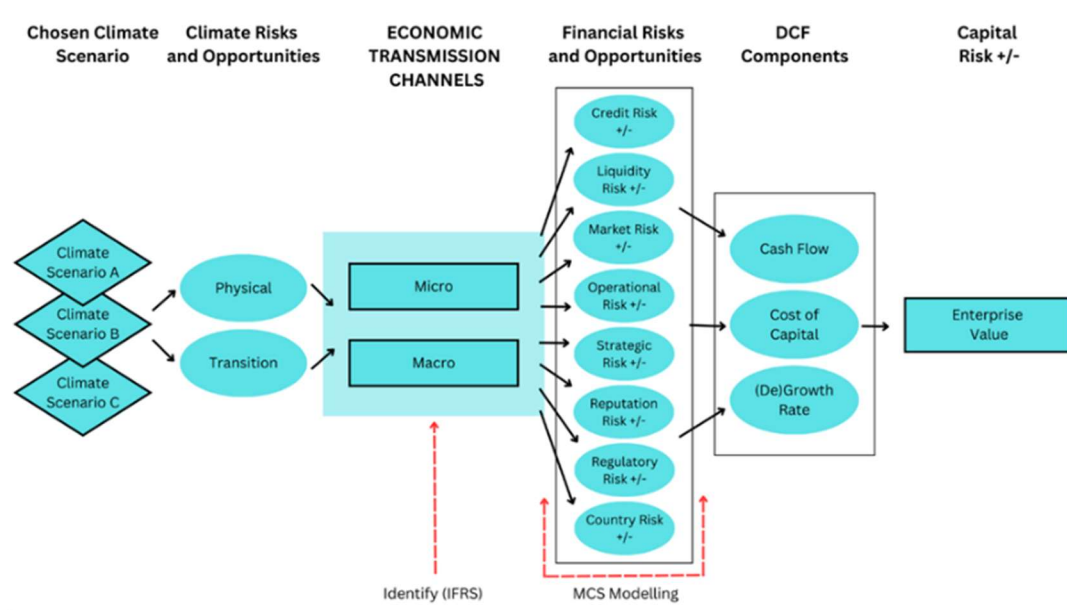 Chosen Climate
Scenario
Climate Risks
and Opportunities
ECONOMIC
TRANSMISSION
CHANNELS
Financial Risks
and Opportunities
DCF
Components
Capital
Risk +/-
Climate
Scenario A
Climate
Scenario B
Climate
Scenario C
Physical
Transition
Micro
Macro
Credit Risk
+/-
Liquidity
Risk +/-
Market Risk
+/-
Operational
Risk +/-
Strategic
Risk +/-
Reputation
Risk +/-
Regulatory
Risk +/-
Country Risk
+/-
Cash Flow
Cost of
Capital
(De)Growth
Rate
Enterprise
Value
Identify (IFRS)
MCS Modelling